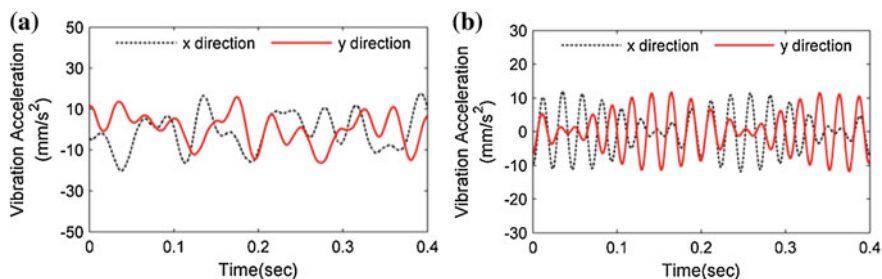 (a)
50
30
10
-10
-30
-50
Vibration Acceleration
(mm/s²)
x direction y direction
0 0.1 0.2 0.3 0.4
Time(sec)
(b)
30
20
10
0
-10
-20
-30
Vibration Acceleration
(mm/s²)
x direction y direction
0 0.1 0.2 0.3 0.4
Time(sec)